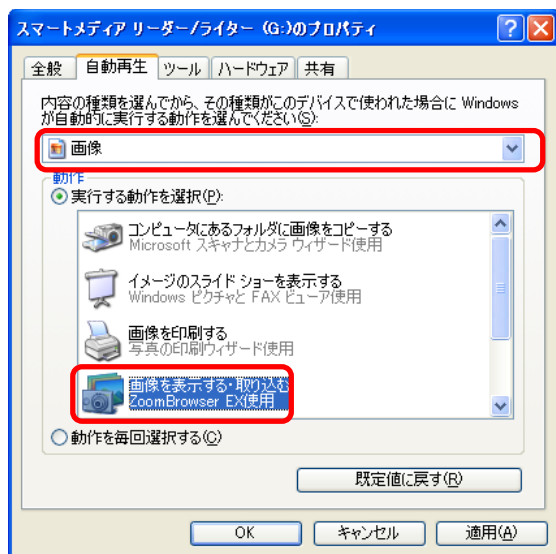 スマートメディア リーダー/ライター (G:)のプロパティ
全般 自動再生 ツール ハードウェア 共有
内容の種類を選んでから、その種類がこのデバイスで使われた場合に Windows
が自動的に実行する動作を選んでください(S):
画像
動作
実行する動作を選択(P):
コンピュータにあるフォルダに画像をコピーする
Microsoft スキャナとカメラ ウィザード使用
イメージのスライド ショーを表示する
Windows ピクチャと FAX ビューア使用
画像を印刷する
写真の印刷ウィザード使用
画像を表示する・取り込む
ZoomBrowser EX使用
動作を毎回選択する(C)
既定値に戻す(R)
OK キャンセル 適用(A)